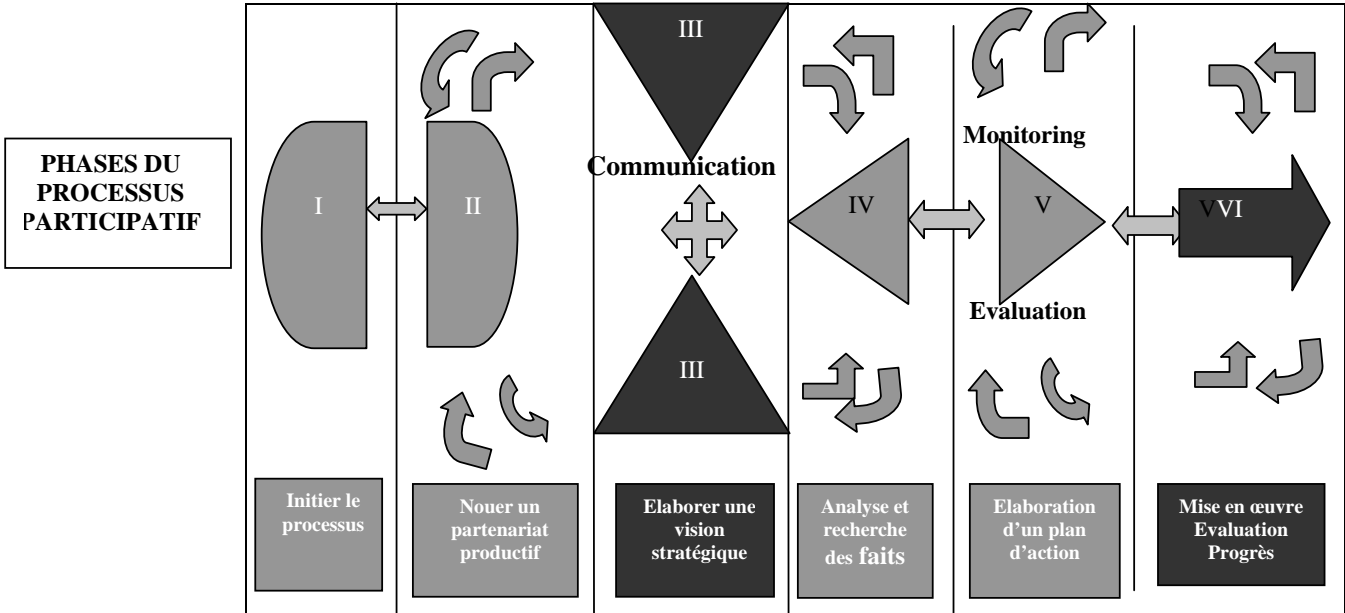 PHASES DU
PROCESSUS
PARTICIPATIF
I
II
III
Communication
III
IV
Monitoring
V
Evaluation
VVI
Initier le
processus
Nouer un
partenariat
productif
Elaborer une
vision
stratégique
Analyse et
recherche
des faits
Elaboration
d’un plan
d’action
Mise en œuvre
Evaluation
Progrès